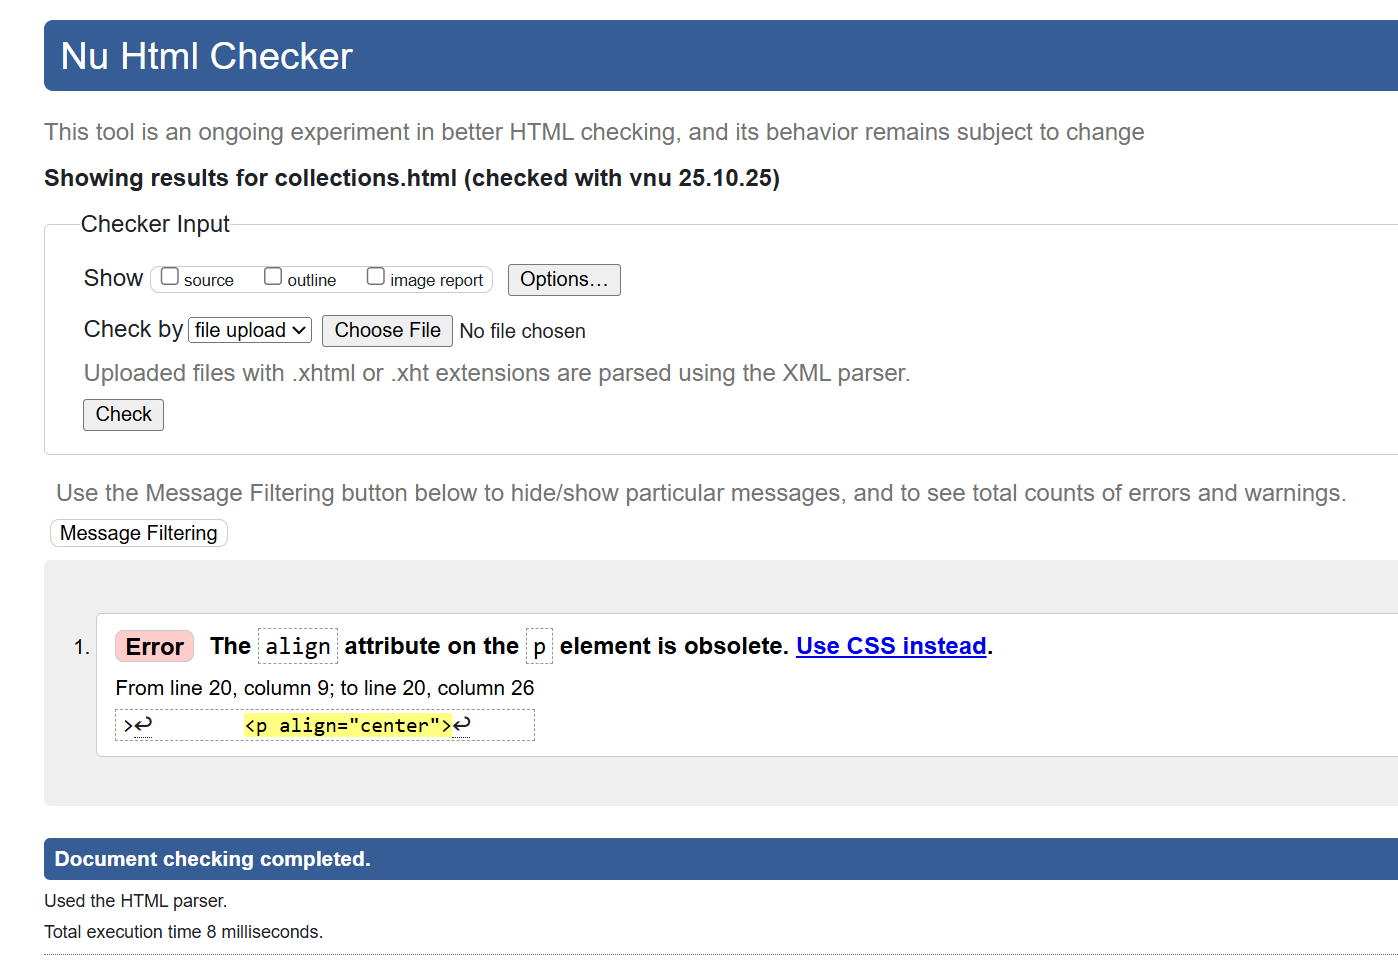 Nu Html Checker
This tool is an ongoing experiment in better HTML checking, and its behavior remains subject to change
Showing results for collections.html (checked with vnu 25.10.25)
Checker Input
Show source outline image report Options...
Check by file upload Choose File No file chosen
Uploaded files with .xhtml or .xht extensions are parsed using the XML parser.
Check
Use the Message Filtering button below to hide/show particular messages, and to see total counts of errors and warnings.
Message Filtering
1. Error The align attribute on the p element is obsolete. Use CSS instead.
From line 20, column 9; to line 20, column 26
>↩ <p align="center">↩
Document checking completed.
Used the HTML parser.
Total execution time 8 milliseconds.